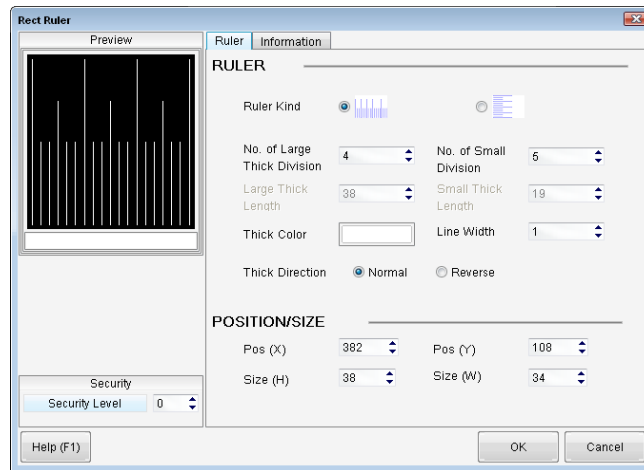 Rect Ruler
Preview
Ruler Information
RULER
Ruler Kind
No. of Large Thick Division 4
No. of Small Division 5
Large Thick Length 38
Small Thick Length 19
Thick Color
Line Width 1
Thick Direction Normal Reverse
POSITION/SIZE
Pos (X) 382 Pos (Y) 108
Size (H) 38 Size (W) 34
Security
Security Level 0
Help (F1) OK Cancel